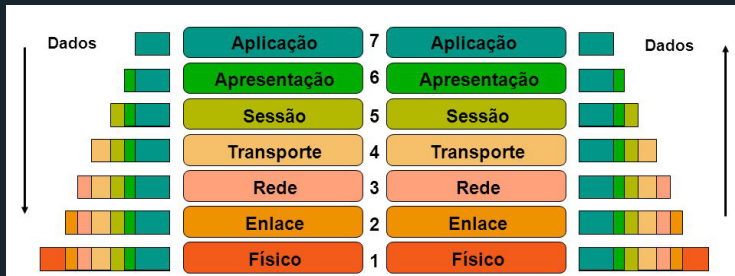 Dados
Aplicação 7 Aplicação
Dados
Apresentação 6 Apresentação
Sessão 5 Sessão
Transporte 4 Transporte
Rede 3 Rede
Enlace 2 Enlace
Físico 1 Físico